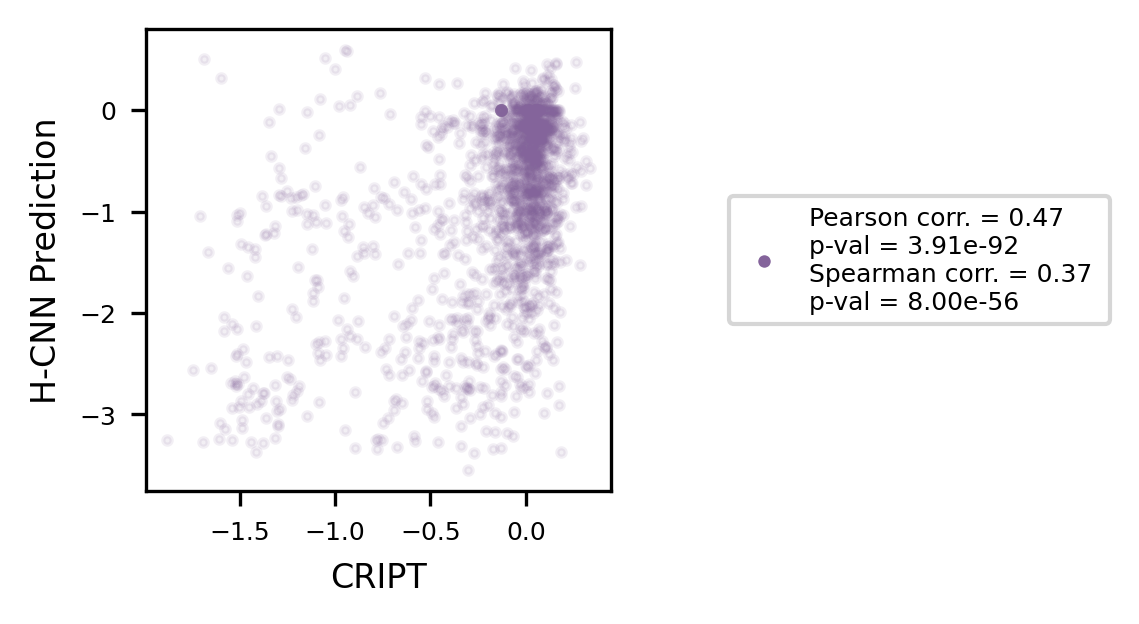 H-CNN Prediction
0
−1
−2
−3
−1.5
−1.0
−0.5
0.0
CRIPT
Pearson corr. = 0.47
p-val = 3.91e-92
Spearman corr. = 0.37
p-val = 8.00e-56